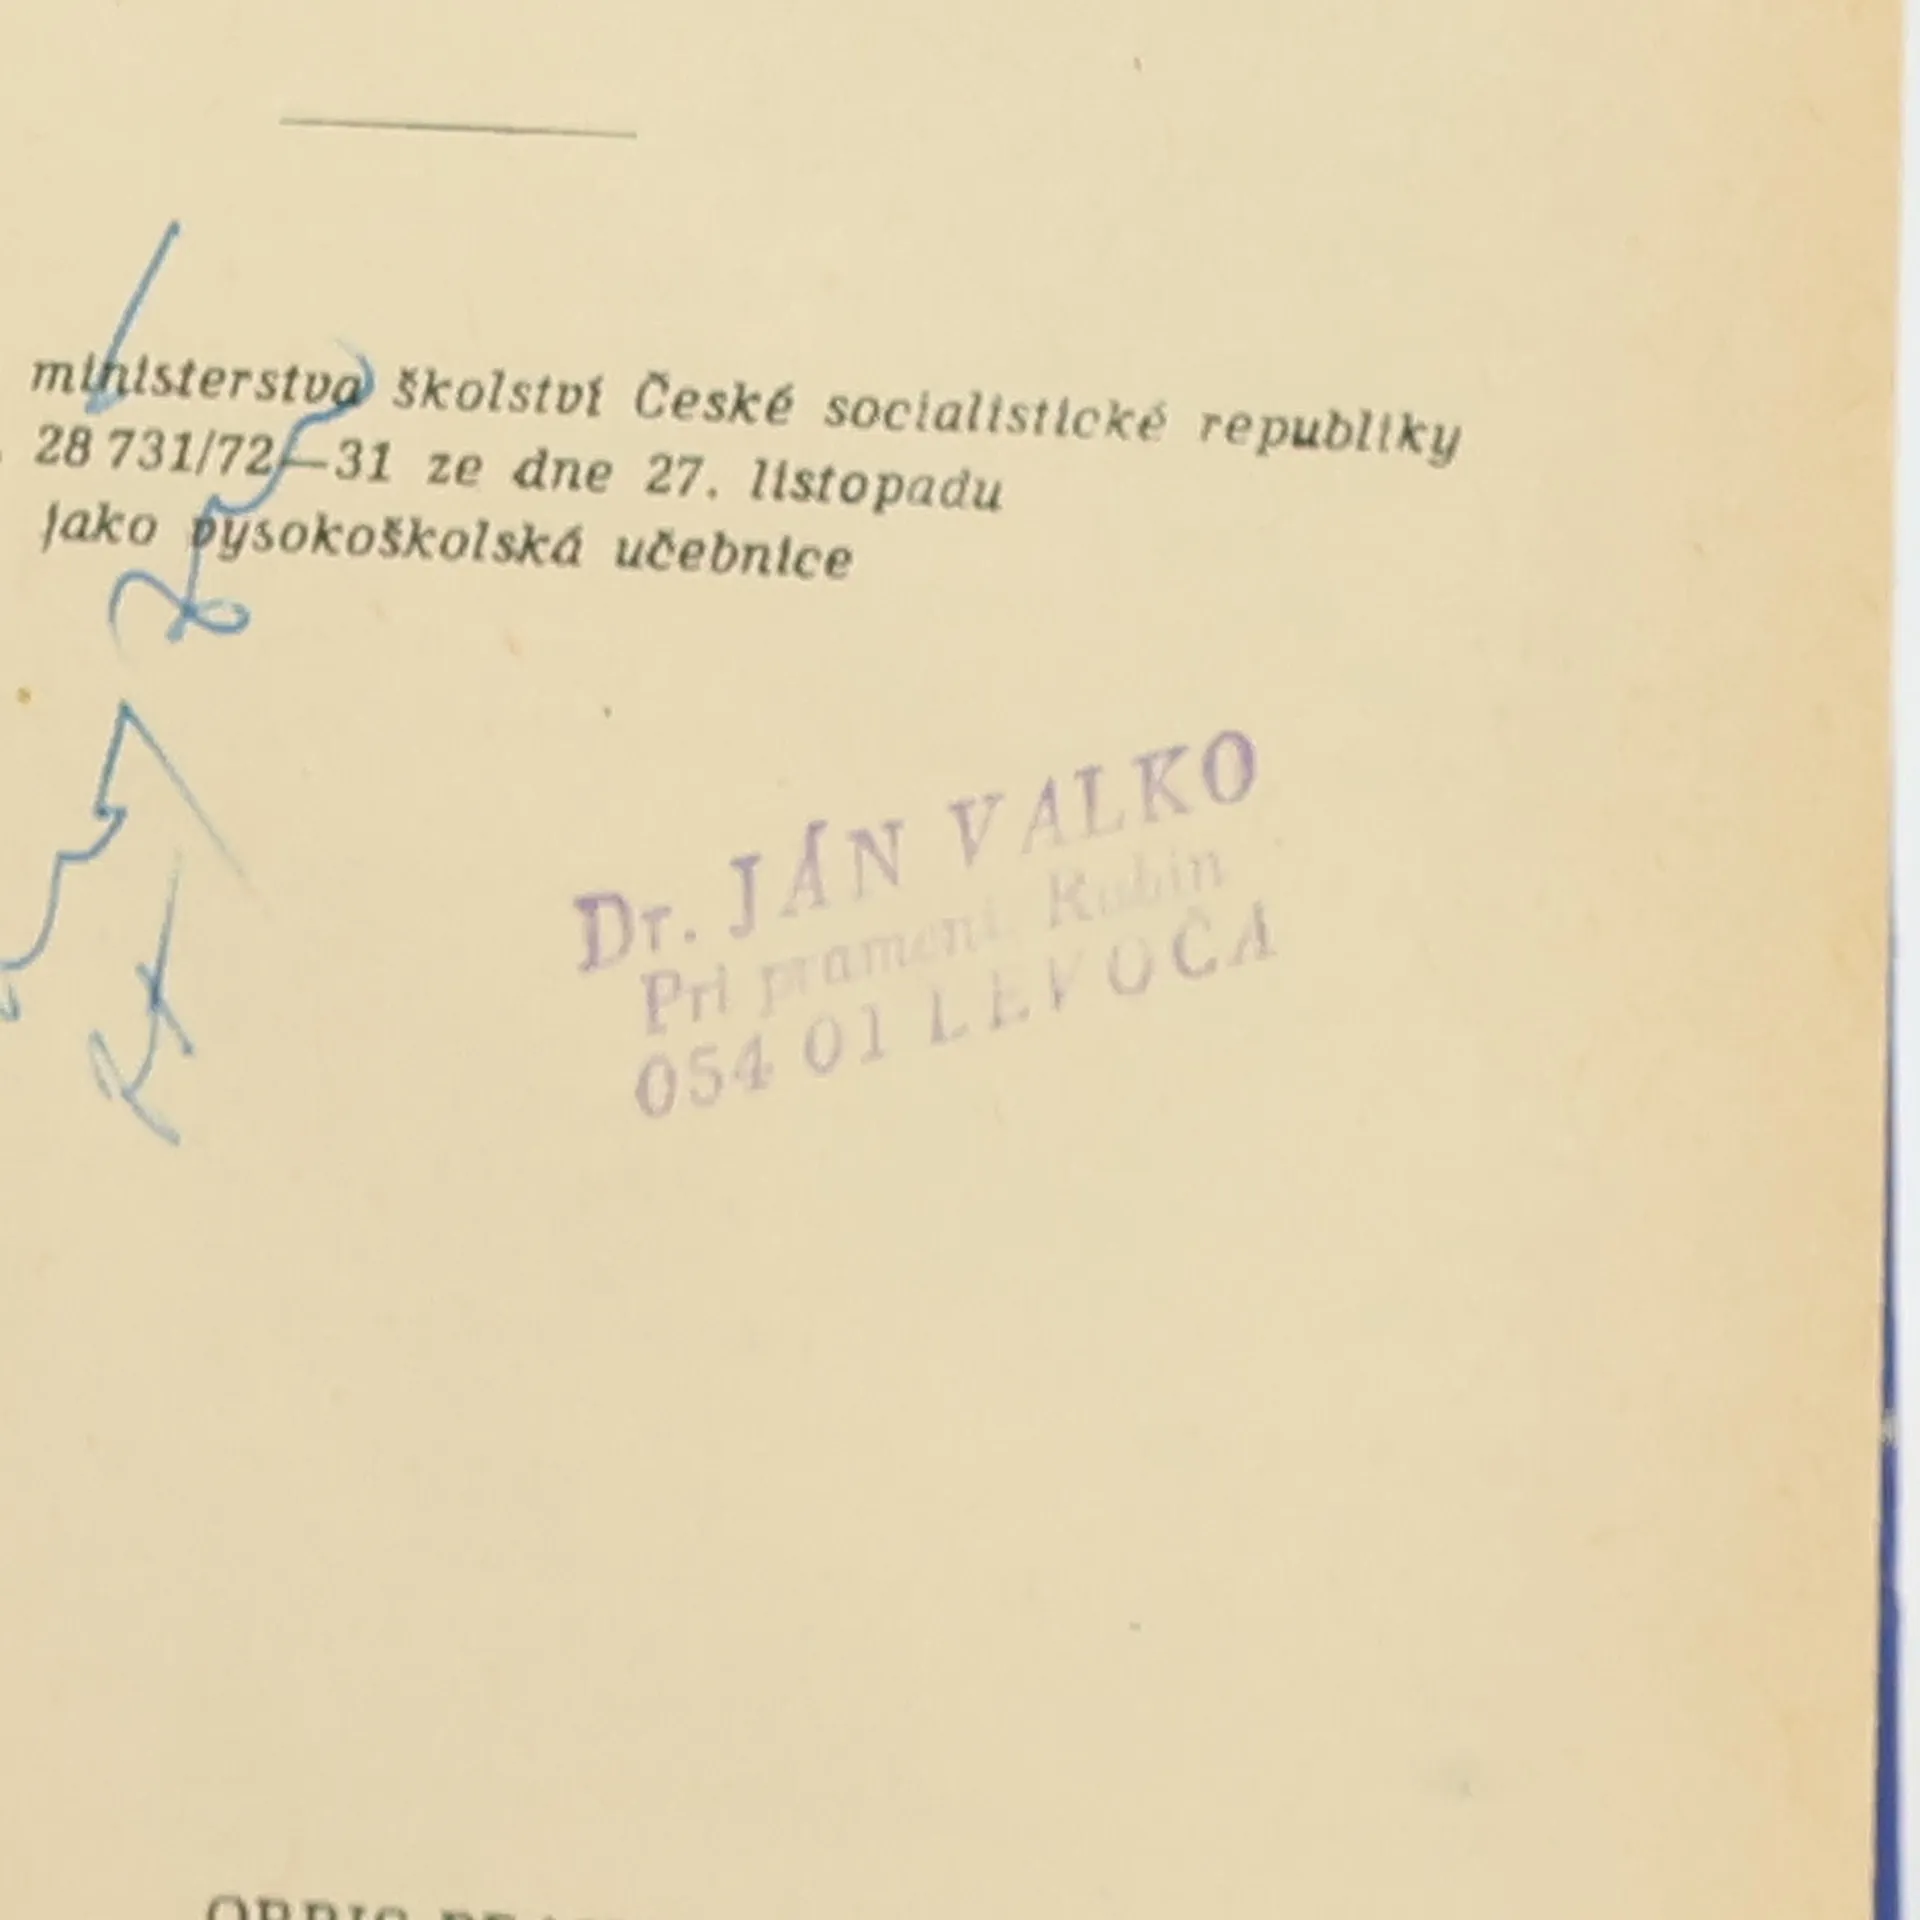 ministerstva školství České socialistické republiky
28 731/72—31 ze dne 27. listopadu
jako vysokoškolská učebnice
Dr. JÁN VALKO
Pri prameni Rubín
054 01 LEVOČA
ORBIS